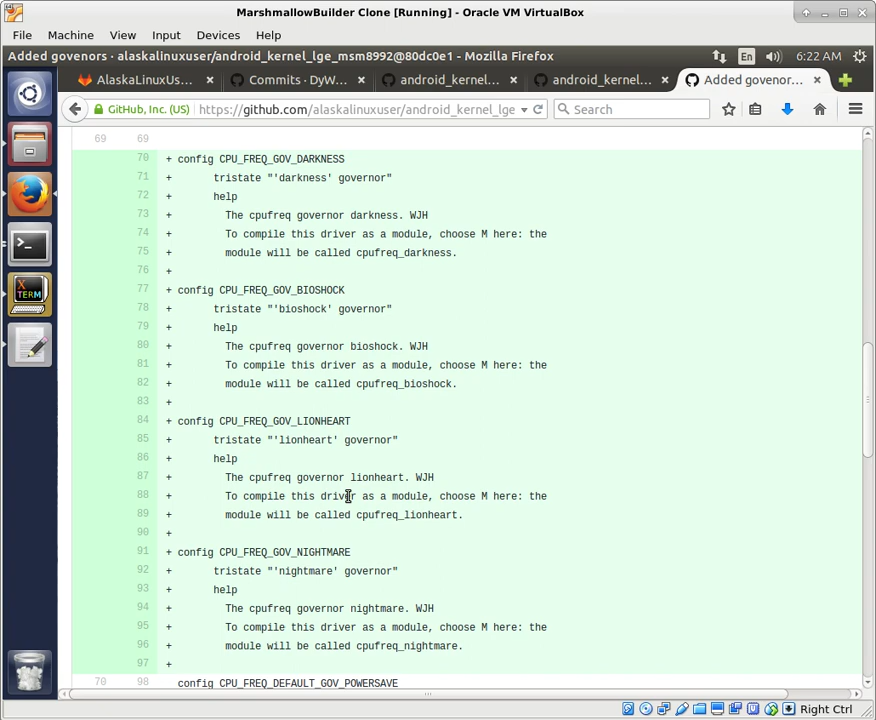 MarshmallowBuilder Clone [Running] - Oracle VM VirtualBox
File Machine View Input Devices Help
Added govenors · alaskalinuxuser/android_kernel_lge_msm8992@80dc0e1 - Mozilla Firefox En 6:22 AM
AlaskaLinuxUs... × Commits · DyW... × android_kernel... × android_kernel... × Added govenor... ×
GitHub, Inc. (US) https://github.com/alaskalinuxuser/android_kernel_lge Search
69 69
70 + config CPU_FREQ_GOV_DARKNESS
71 + tristate "'darkness' governor"
72 + help
73 + The cpufreq governor darkness. WJH
74 + To compile this driver as a module, choose M here: the
75 + module will be called cpufreq_darkness.
76 +
77 + config CPU_FREQ_GOV_BIOSHOCK
78 + tristate "'bioshock' governor"
79 + help
80 + The cpufreq governor bioshock. WJH
81 + To compile this driver as a module, choose M here: the
82 + module will be called cpufreq_bioshock.
83 +
84 + config CPU_FREQ_GOV_LIONHEART
85 + tristate "'lionheart' governor"
86 + help
87 + The cpufreq governor lionheart. WJH
88 + To compile this driver as a module, choose M here: the
89 + module will be called cpufreq_lionheart.
90 +
91 + config CPU_FREQ_GOV_NIGHTMARE
92 + tristate "'nightmare' governor"
93 + help
94 + The cpufreq governor nightmare. WJH
95 + To compile this driver as a module, choose M here: the
96 + module will be called cpufreq_nightmare.
97 +
70 98 config CPU_FREQ_DEFAULT_GOV_POWERSAVE
X TERM
Right Ctrl